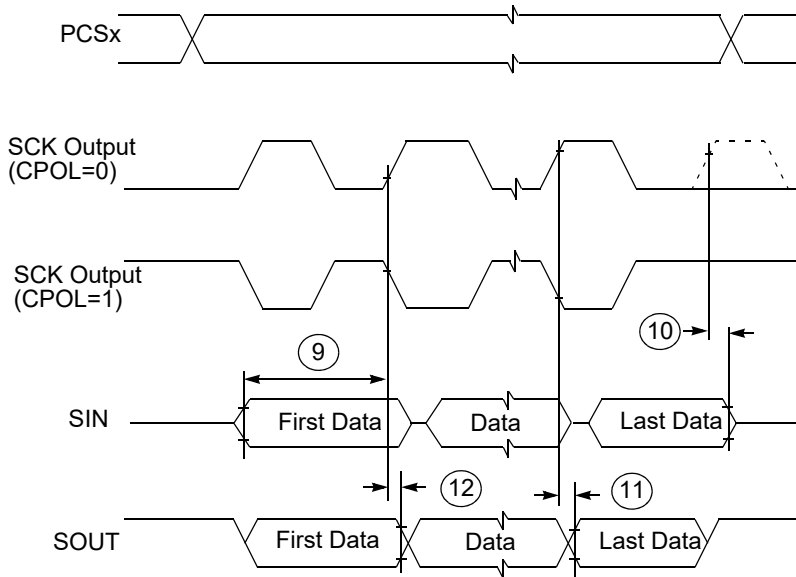 PCSx
SCK Output
(CPOL=0)
SCK Output
(CPOL=1)
9
10
SIN
First Data
Data
Last Data
12
11
SOUT
First Data
Data
Last Data